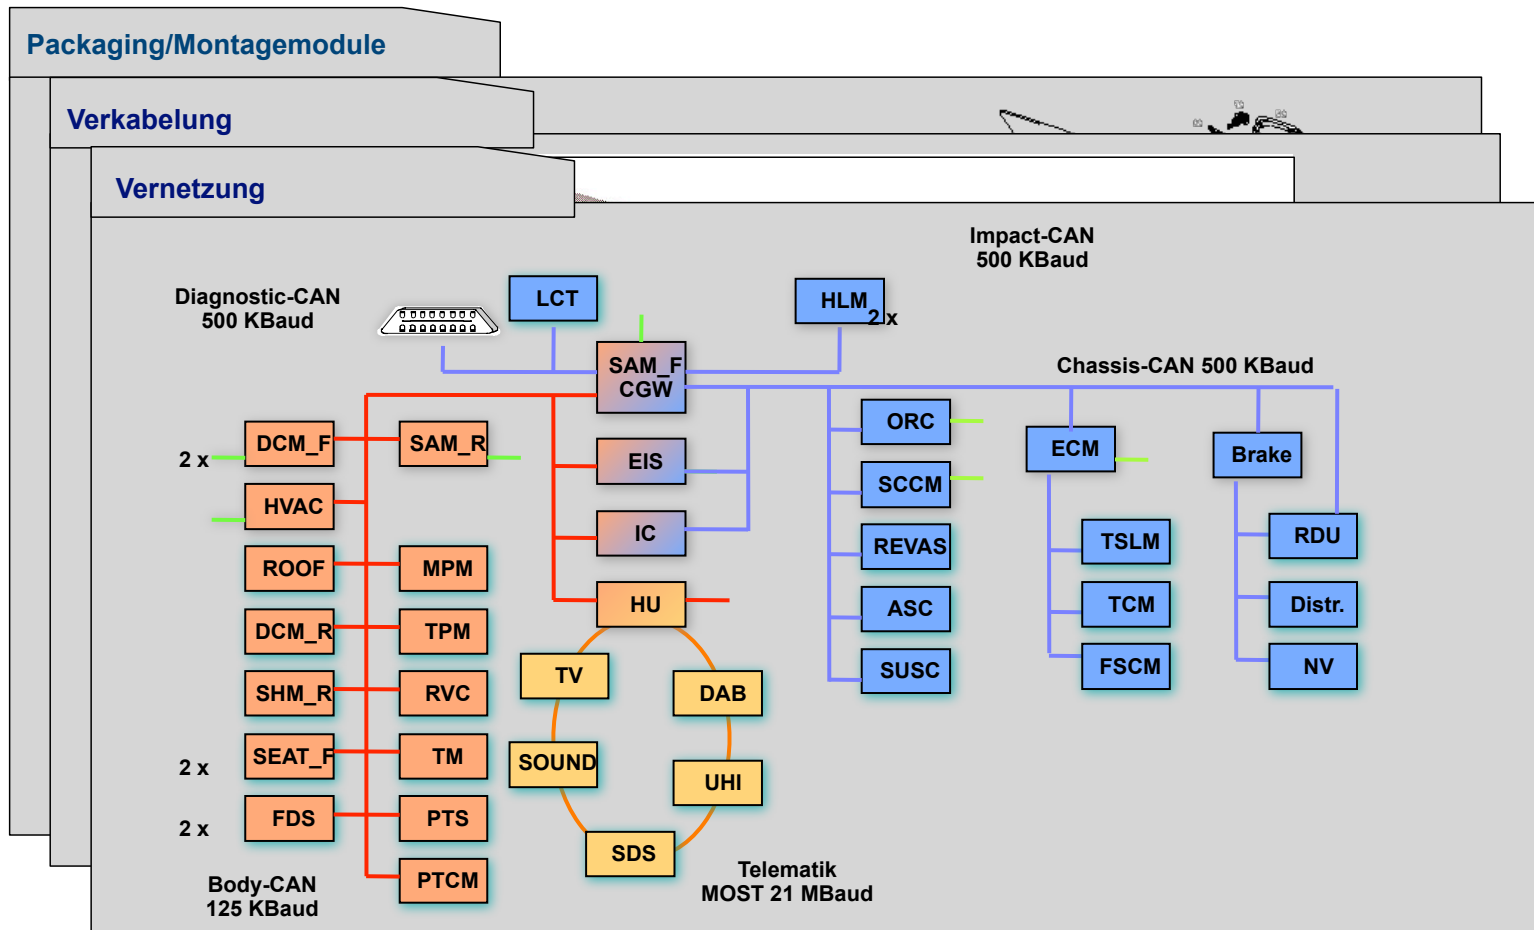 Packaging/Montagemodule
Verkabelung
Vernetzung
Impact-CAN
500 KBaud
Diagnostic-CAN
500 KBaud
LCT
HLM
2 x
SAM_F
CGW
Chassis-CAN 500 KBaud
DCM_F
2 x
SAM_R
EIS
ORC
ECM
Brake
HVAC
SCCM
IC
REVAS
TSLM
RDU
ROOF
MPM
HU
ASC
TCM
Distr.
DCM_R
TPM
TV
DAB
SUSC
FSCM
NV
SHM_R
RVC
SEAT_F
2 x
TM
SOUND
UHI
FDS
2 x
PTS
SDS
PTCM
Telematik
MOST 21 MBaud
Body-CAN
125 KBaud